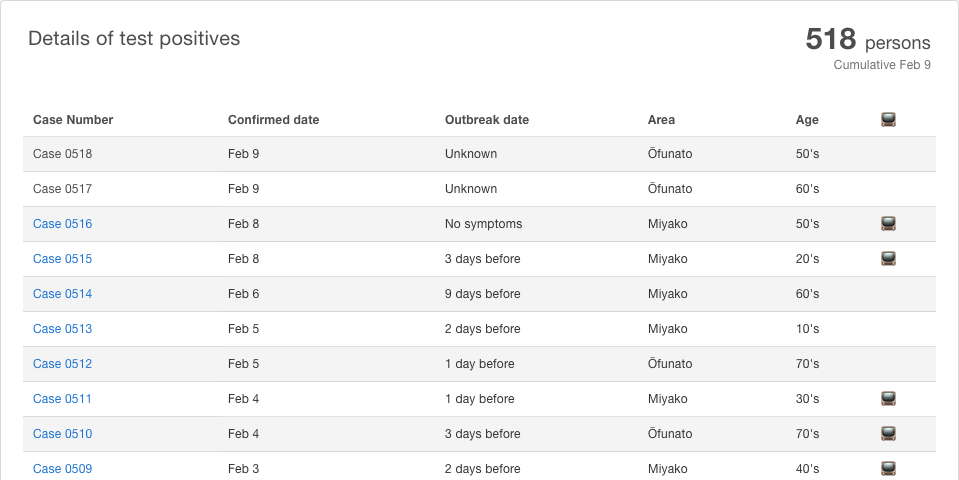 Details of test positives
518 persons
Cumulative Feb 9
Case Number Confirmed date Outbreak date Area Age
Case 0518 Feb 9 Unknown Ōfunato 50's
Case 0517 Feb 9 Unknown Ōfunato 60's
Case 0516 Feb 8 No symptoms Miyako 50's
Case 0515 Feb 8 3 days before Miyako 20's
Case 0514 Feb 6 9 days before Miyako 60's
Case 0513 Feb 5 2 days before Miyako 10's
Case 0512 Feb 5 1 day before Ōfunato 70's
Case 0511 Feb 4 1 day before Miyako 30's
Case 0510 Feb 4 3 days before Ōfunato 70's
Case 0509 Feb 3 2 days before Miyako 40's